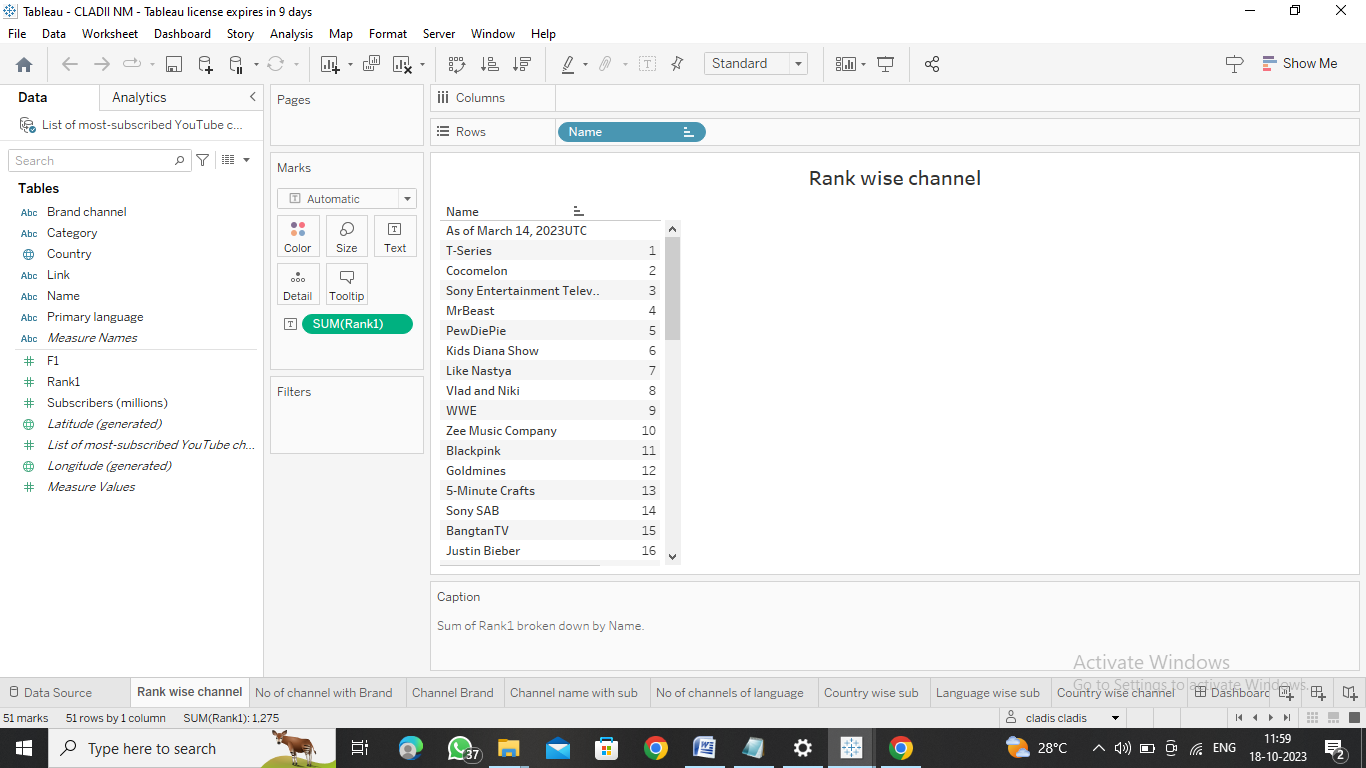 Tableau - CLADII NM - Tableau license expires in 9 days
File Data Worksheet Dashboard Story Analysis Map Format Server Window Help
Standard
Show Me
Data Analytics
List of most-subscribed YouTube c...
Search
Tables
Abc Brand channel
Abc Category
Country
Abc Link
Abc Name
Abc Primary language
Abc Measure Names
# F1
# Rank1
# Subscribers (millions)
Latitude (generated)
# List of most-subscribed YouTube ch...
Longitude (generated)
# Measure Values
Pages
Marks
T Automatic
Color Size Text
Detail Tooltip
T SUM(Rank1)
Filters
Columns
Rows Name
Rank wise channel
Name
As of March 14, 2023UTC
T-Series 1
Cocomelon 2
Sony Entertainment Telev.. 3
MrBeast 4
PewDiePie 5
Kids Diana Show 6
Like Nastya 7
Vlad and Niki 8
WWE 9
Zee Music Company 10
Blackpink 11
Goldmines 12
5-Minute Crafts 13
Sony SAB 14
BangtanTV 15
Justin Bieber 16
Caption
Sum of Rank1 broken down by Name.
Activate Windows
Go to Settings to activate Windows.
Data Source Rank wise channel No of channel with Brand Channel Brand Channel name with sub No of channels of language Country wise sub Language wise sub Country wise channel Dashboard
51 marks 51 rows by 1 column SUM(Rank1): 1,275 cladis cladis
Type here to search 37 28°C ENG 11:59
18-10-2023 2